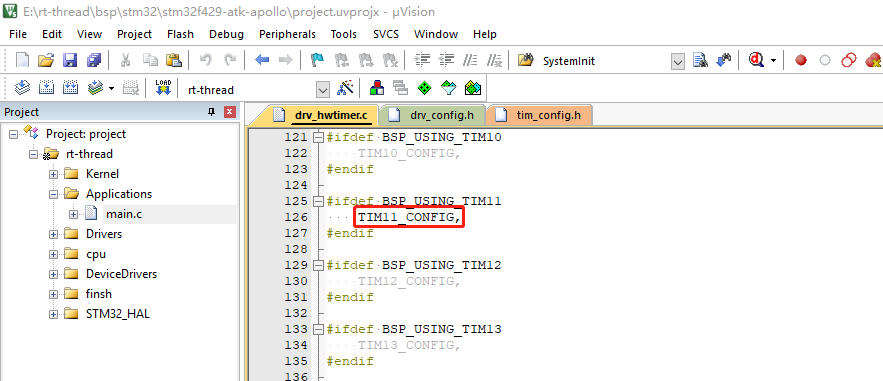 E:\rt-thread\bsp\stm32\stm32f429-atk-apollo\project.uvprojx - µVision
File Edit View Project Flash Debug Peripherals Tools SVCS Window Help
SystemInit
LOAD
rt-thread
Project
Project: project
rt-thread
Kernel
Applications
main.c
Drivers
cpu
DeviceDrivers
finsh
STM32_HAL
drv_hwtimer.c drv_config.h tim_config.h
121 #ifdef BSP_USING_TIM10
122 TIM10_CONFIG,
123 #endif
124
125 #ifdef BSP_USING_TIM11
126 TIM11_CONFIG,
127 #endif
128
129 #ifdef BSP_USING_TIM12
130 TIM12_CONFIG,
131 #endif
132
133 #ifdef BSP_USING_TIM13
134 TIM13_CONFIG,
135 #endif
136